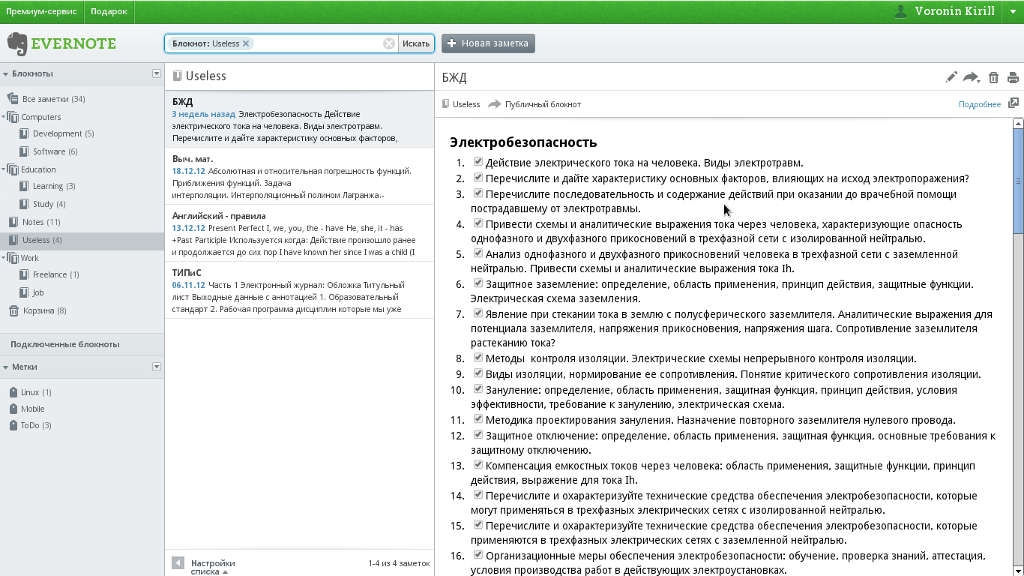 Премиум-сервис Подарок Voronin Kirill
EVERNOTE
Блокнот: Useless
Искать
Новая заметка
Блокноты
Все заметки (34)
Computers
Development (5)
Software (6)
Education
Learning (3)
Study (4)
Notes (11)
Useless (4)
Work
Freelance (1)
Job
Корзина (8)
Подключенные блокноты
Метки
Linux (1)
Mobile
ToDo (3)
Useless
БЖД
3 недель назад Электробезопасность Действие
электрического тока на человека. Виды электротравм.
Перечислите и дайте характеристику основных факторов,
Выч. мат.
18.12.12 Абсолютная и относительная погрешность функций.
Приближения функций. Задача
интерполяции. Интерполяционный полином Лагранжа.-
Английский - правила
13.12.12 Present Perfect I, we, you, the - have He, she, it - has
+Past Participle Используется когда: Действие произошло ранее
и продолжается до сих пор I have known her since I was a child (I
ТИПиС
06.11.12 Часть 1 Электронный журнал: Обложка Титульный
лист Выходные данные с аннотацией 1. Образовательный
стандарт 2. Рабочая программа дисциплин которые мы уже
Настройки
списка
1-4 из 4 заметок
БЖД
Useless Публичный блокнот Подробнее
Электробезопасность
1. Действие электрического тока на человека. Виды электротравм.
2. Перечислите и дайте характеристику основных факторов, влияющих на исход электропоражения?
3. Перечислите последовательность и содержание действий при оказании до врачебной помощи
пострадавшему от электротравмы.
4. Привести схемы и аналитические выражения тока через человека, характеризующие опасность
однофазного и двухфазного прикосновений в трехфазной сети с изолированной нейтралью.
5. Анализ однофазного и двухфазного прикосновений человека в трехфазной сети с заземленной
нейтралью. Привести схемы и аналитические выражения тока Ih.
6. Защитное заземление: определение, область применения, принцип действия, защитные функции.
Электрическая схема заземления.
7. Явление при стекании тока в землю с полусферического заземлителя. Аналитические выражения для
потенциала заземлителя, напряжения прикосновения, напряжения шага. Сопротивление заземлителя
растеканию тока?
8. Методы контроля изоляции. Электрические схемы непрерывного контроля изоляции.
9. Виды изоляции, нормирование ее сопротивления. Понятие критического сопротивления изоляции.
10. Зануление: определение, область применения, защитная функция, принцип действия, условия
эффективности, требование к занулению, электрическая схема.
11. Методика проектирования зануления. Назначение повторного заземлителя нулевого провода.
12. Защитное отключение: определение, область применения, защитная функция, основные требования к
защитному отключению.
13. Компенсация емкостных токов через человека: область применения, защитные функции, принцип
действия, выражение для тока Ih.
14. Перечислите и охарактеризуйте технические средства обеспечения электробезопасности, которые
могут применяться в трехфазных электрических сетях с изолированной нейтралью.
15. Перечислите и охарактеризуйте технические средства обеспечения электробезопасности, которые
применяются в трехфазных электрических сетях с заземленной нейтралью.
16. Организационные меры обеспечения электробезопасности: обучение, проверка знаний, аттестация,
условия производства работ в действующих электроустановках.